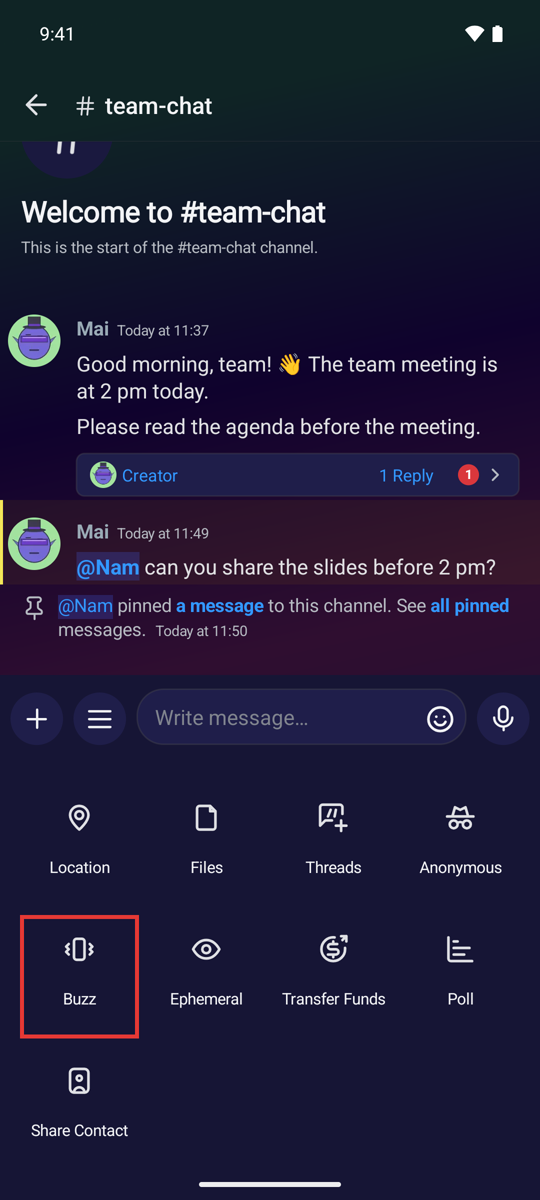 9:41
# team-chat
Welcome to #team-chat
This is the start of the #team-chat channel.
Mai Today at 11:37
Good morning, team! 👋 The team meeting is
at 2 pm today.
Please read the agenda before the meeting.
Creator 1 Reply 1
Mai Today at 11:49
@Nam can you share the slides before 2 pm?
@Nam pinned a message to this channel. See all pinned
messages. Today at 11:50
Write message...
Location Files Threads Anonymous
Buzz Ephemeral Transfer Funds Poll
Share Contact